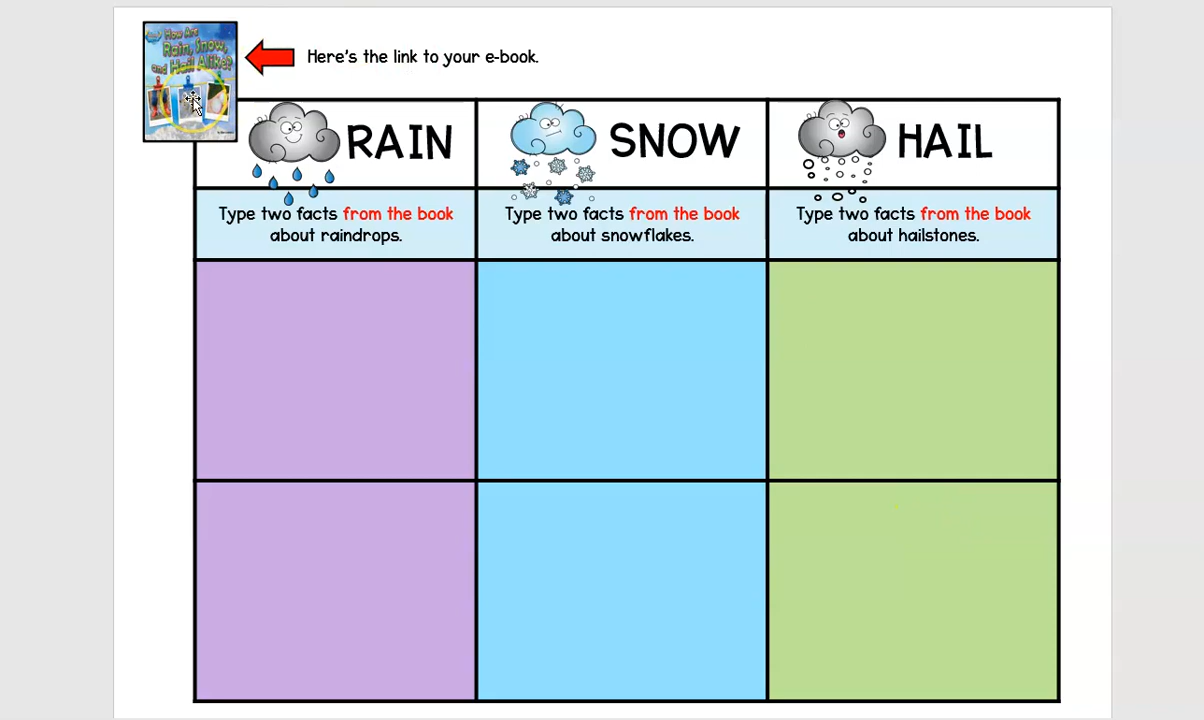 How Are
Rain, Snow,
and Hail Alike?
Here's the link to your e-book.
RAIN
SNOW
HAIL
Type two facts from the book
about raindrops.
Type two facts from the book
about snowflakes.
Type two facts from the book
about hailstones.